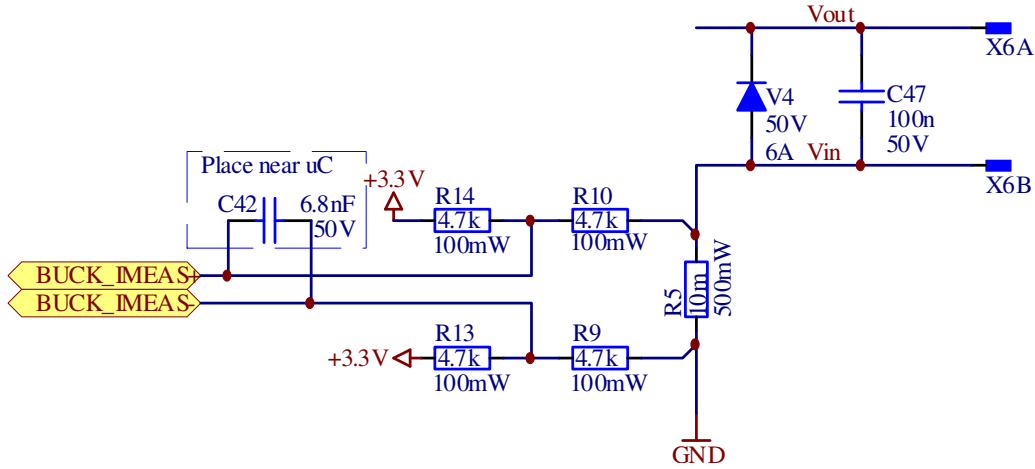 Vout
X6A
V4
50V
6A
C47
100n
50V
Vin
X6B
Place near uC
C42
6.8nF
50V
+3.3V
R14
4.7k
100mW
R10
4.7k
100mW
BUCK_IMEAS+
BUCK_IMEAS-
R5
10m
500mW
+3.3V
R13
4.7k
100mW
R9
4.7k
100mW
GND